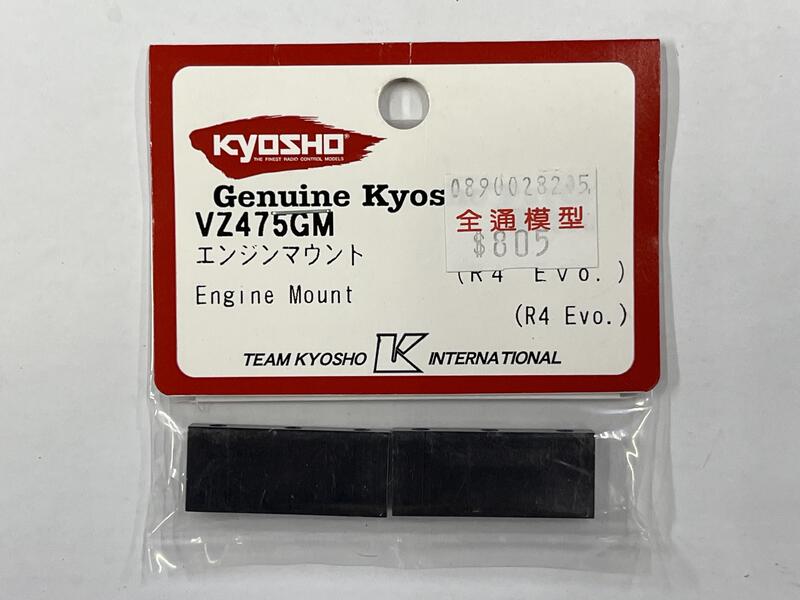 KYOSHO
THE FINEST RADIO CONTROL MODELS
Genuine Kyos
0890028205
VZ475GM
全通模型
$805
エンジンマウント
(R4 Evo.)
Engine Mount
(R4 Evo.)
TEAM KYOSHO K INTERNATIONAL